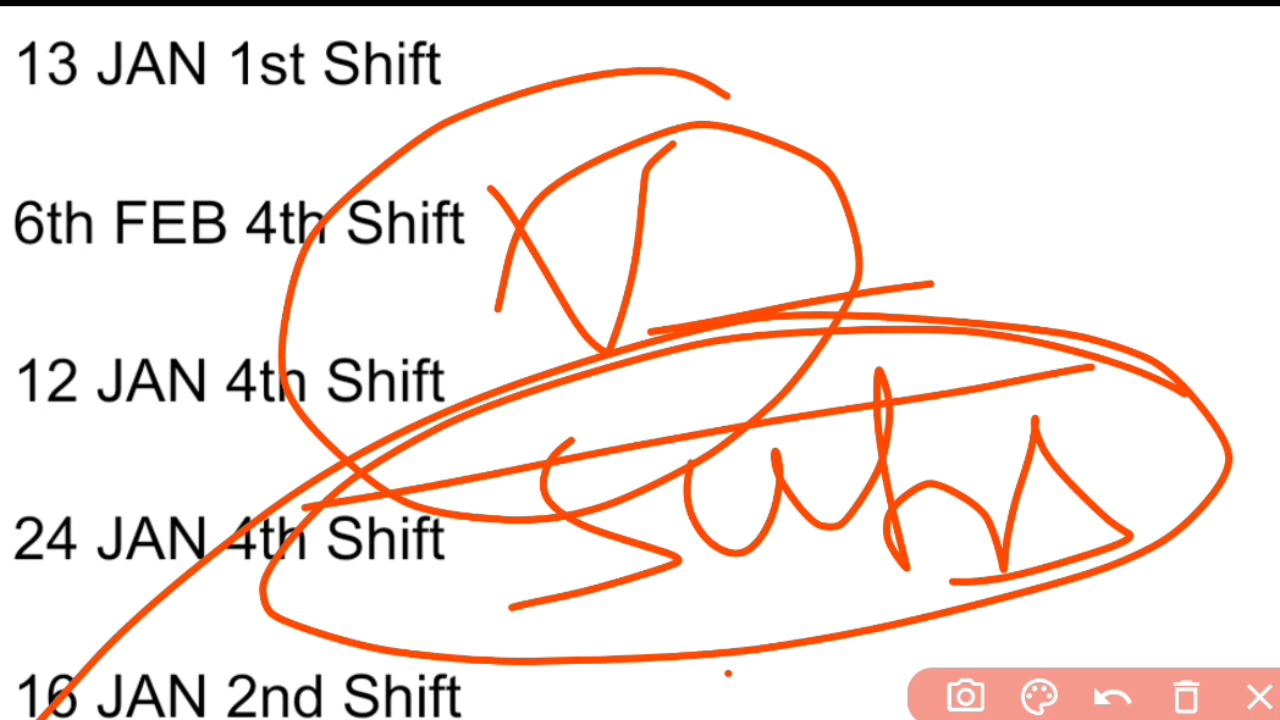 13 JAN 1st Shift
6th FEB 4th Shift
12 JAN 4th Shift
24 JAN 4th Shift
16 JAN 2nd Shift